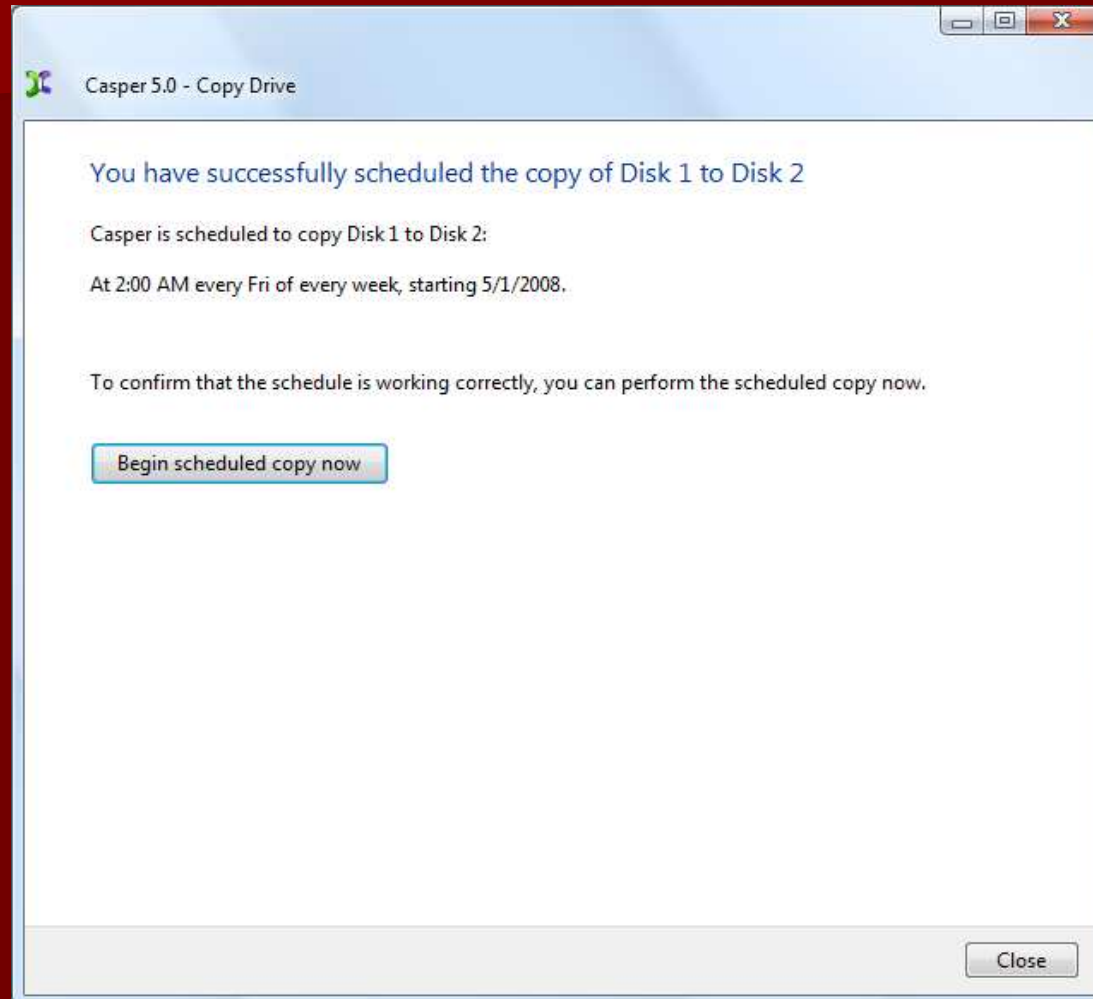 Casper 5.0 - Copy Drive
You have successfully scheduled the copy of Disk 1 to Disk 2
Casper is scheduled to copy Disk 1 to Disk 2:
At 2:00 AM every Fri of every week, starting 5/1/2008.
To confirm that the schedule is working correctly, you can perform the scheduled copy now.
Begin scheduled copy now
Close